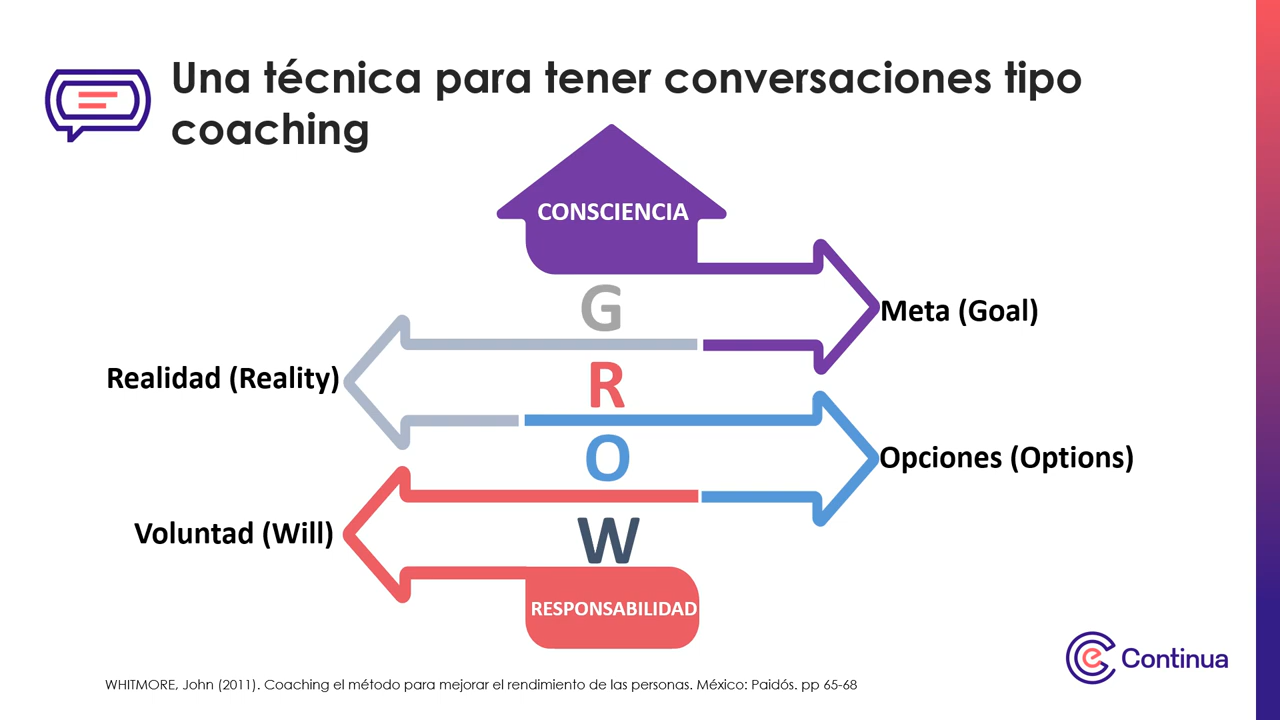 Una técnica para tener conversaciones tipo
coaching
CONSCIENCIA
G
Meta (Goal)
Realidad (Reality)
R
O
Opciones (Options)
Voluntad (Will)
W
RESPONSABILIDAD
e Continua
WHITMORE, John (2011). Coaching el método para mejorar el rendimiento de las personas. México: Paidós. pp 65-68